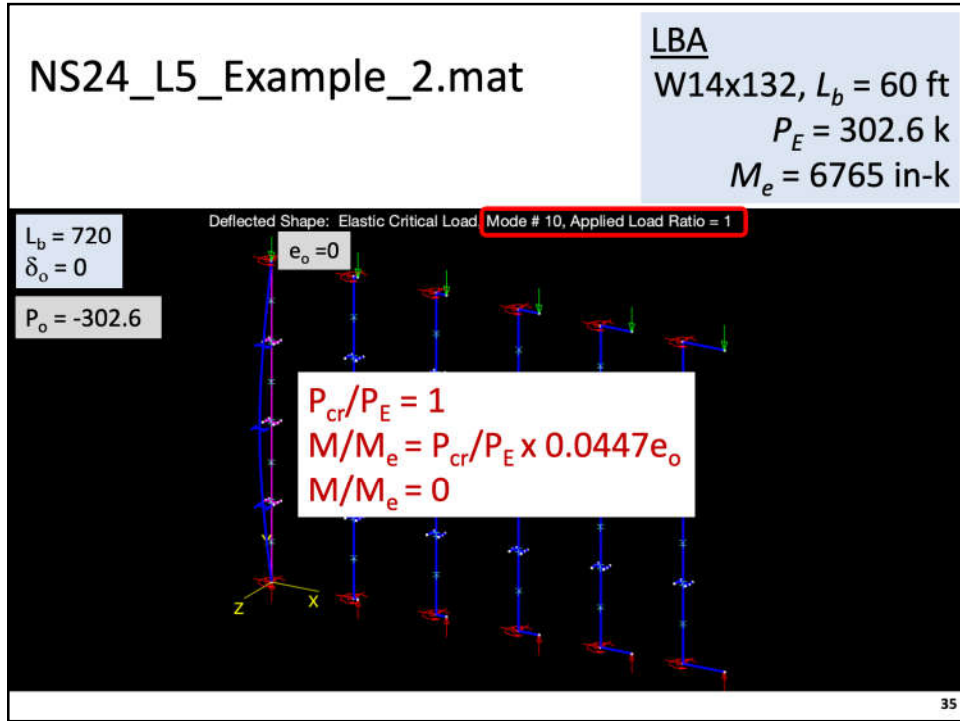 NS24_L5_Example_2.mat
LBA
W14x132, L_b = 60 ft
P_E = 302.6 k
M_e = 6765 in-k
Deflected Shape: Elastic Critical Load, Mode # 10, Applied Load Ratio = 1
L_b = 720
δ_o = 0
e_o =0
P_o = -302.6
P_cr/P_E = 1
M/M_e = P_cr/P_E x 0.0447e_o
M/M_e = 0
Z
X
35